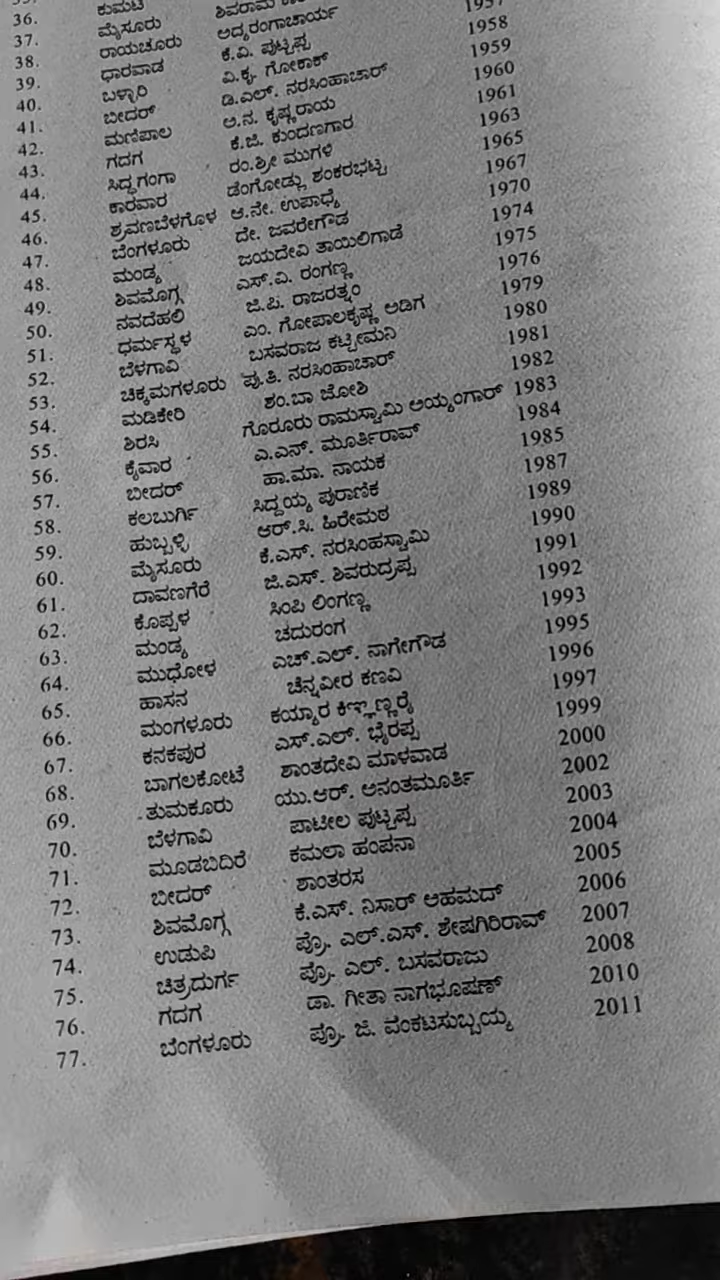 36. ಕುಮಟ
37. ಮೈಸೂರು ಶಿವರಾಮ
38. ರಾಯಚೂರು ಆದ್ಯರಂಗಾಚಾರ್ಯ
39. ಧಾರವಾಡ ಕೆ.ವಿ. ಪುಟ್ಟಪ್ಪ 1957
40. ಬಳ್ಳಾರಿ ವಿ.ಕೃ. ಗೋಕಾಕ್ 1958
41. ಬೀದರ್ ಡಿ.ಎಲ್. ನರಸಿಂಹಾಚಾರ್ 1959
42. ಮಣಿಪಾಲ ಅ.ನ. ಕೃಷ್ಣರಾಯ 1960
43. ಗದಗ ಕೆ.ಜಿ. ಕುಂದಣಗಾರ 1961
44. ಸಿದ್ಧಗಂಗಾ ರಂ.ಶ್ರೀ ಮುಗಳಿ 1963
45. ಕಾರವಾರ ಡೆಂಗೋಡ್ಲು ಶಂಕರಭಟ್ಟ 1965
46. ಶ್ರವಣಬೆಳಗೊಳ ಆ.ನೇ. ಉಪಾಧ್ಯೆ 1967
47. ಬೆಂಗಳೂರು ದೇ. ಜವರೇಗೌಡ 1970
48. ಮಂಡ್ಯ ಜಯದೇವಿ ತಾಯಿಲಿಗಾಡೆ 1974
49. ಶಿವಮೊಗ್ಗ ಎಸ್.ವಿ. ರಂಗಣ್ಣ 1975
50. ನವದೆಹಲಿ ಜಿ.ಪಿ. ರಾಜರತ್ನಂ 1976
51. ಧರ್ಮಸ್ಥಳ ಎಂ. ಗೋಪಾಲಕೃಷ್ಣ ಅಡಿಗ 1979
52. ಬೆಳಗಾವಿ ಬಸವರಾಜ ಕಟ್ಟೀಮನಿ 1980
53. ಚಿಕ್ಕಮಗಳೂರು ಪು.ತಿ. ನರಸಿಂಹಾಚಾರ್ 1981
54. ಮಡಿಕೇರಿ ಶಂ.ಬಾ ಜೋಶಿ 1982
55. ಶಿರಸಿ ಗೊರೂರು ರಾಮಸ್ವಾಮಿ ಅಯ್ಯಂಗಾರ್ 1983
56. ಕೈವಾರ ಎ.ಎನ್. ಮೂರ್ತಿರಾವ್ 1984
57. ಬೀದರ್ ಹಾ.ಮಾ. ನಾಯಕ 1985
58. ಕಲಬುರ್ಗಿ ಸಿದ್ದಯ್ಯ ಪುರಾಣಿಕ 1987
59. ಹುಬ್ಬಳ್ಳಿ ಆರ್.ಸಿ. ಹಿರೇಮಠ 1989
60. ಮೈಸೂರು ಕೆ.ಎಸ್. ನರಸಿಂಹಸ್ವಾಮಿ 1990
61. ದಾವಣಗೆರೆ ಜಿ.ಎಸ್. ಶಿವರುದ್ರಪ್ಪ 1991
62. ಕೊಪ್ಪಳ ಸಿಂಪಿ ಲಿಂಗಣ್ಣ 1992
63. ಮಂಡ್ಯ ಚದುರಂಗ 1993
64. ಮುಧೋಳ ಎಚ್.ಎಲ್. ನಾಗೇಗೌಡ 1995
65. ಹಾಸನ ಚೆನ್ನವೀರ ಕಣವಿ 1996
66. ಮಂಗಳೂರು ಕಯ್ಯಾರ ಕಿಞ್ಞಣ್ಣರೈ 1997
67. ಕನಕಪುರ ಎಸ್.ಎಲ್. ಭೈರಪ್ಪ 1999
68. ಬಾಗಲಕೋಟೆ ಶಾಂತದೇವಿ ಮಾಳವಾಡ 2000
69. ತುಮಕೂರು ಯು.ಆರ್. ಅನಂತಮೂರ್ತಿ 2002
70. ಬೆಳಗಾವಿ ಪಾಟೀಲ ಪುಟ್ಟಪ್ಪ 2003
71. ಮೂಡಬಿದಿರೆ ಕಮಲಾ ಹಂಪನಾ 2004
72. ಬೀದರ್ ಶಾಂತರಸ 2005
73. ಶಿವಮೊಗ್ಗ ಕೆ.ಎಸ್. ನಿಸಾರ್ ಅಹಮದ್ 2006
74. ಉಡುಪಿ ಪ್ರೊ. ಎಲ್.ಎಸ್. ಶೇಷಗಿರಿರಾವ್ 2007
75. ಚಿತ್ರದುರ್ಗ ಪ್ರೊ. ಎಲ್. ಬಸವರಾಜು 2008
76. ಗದಗ ಡಾ. ಗೀತಾ ನಾಗಭೂಷಣ್ 2010
77. ಬೆಂಗಳೂರು ಪ್ರೊ. ಜಿ. ವೆಂಕಟಸುಬ್ಬಯ್ಯ 2011